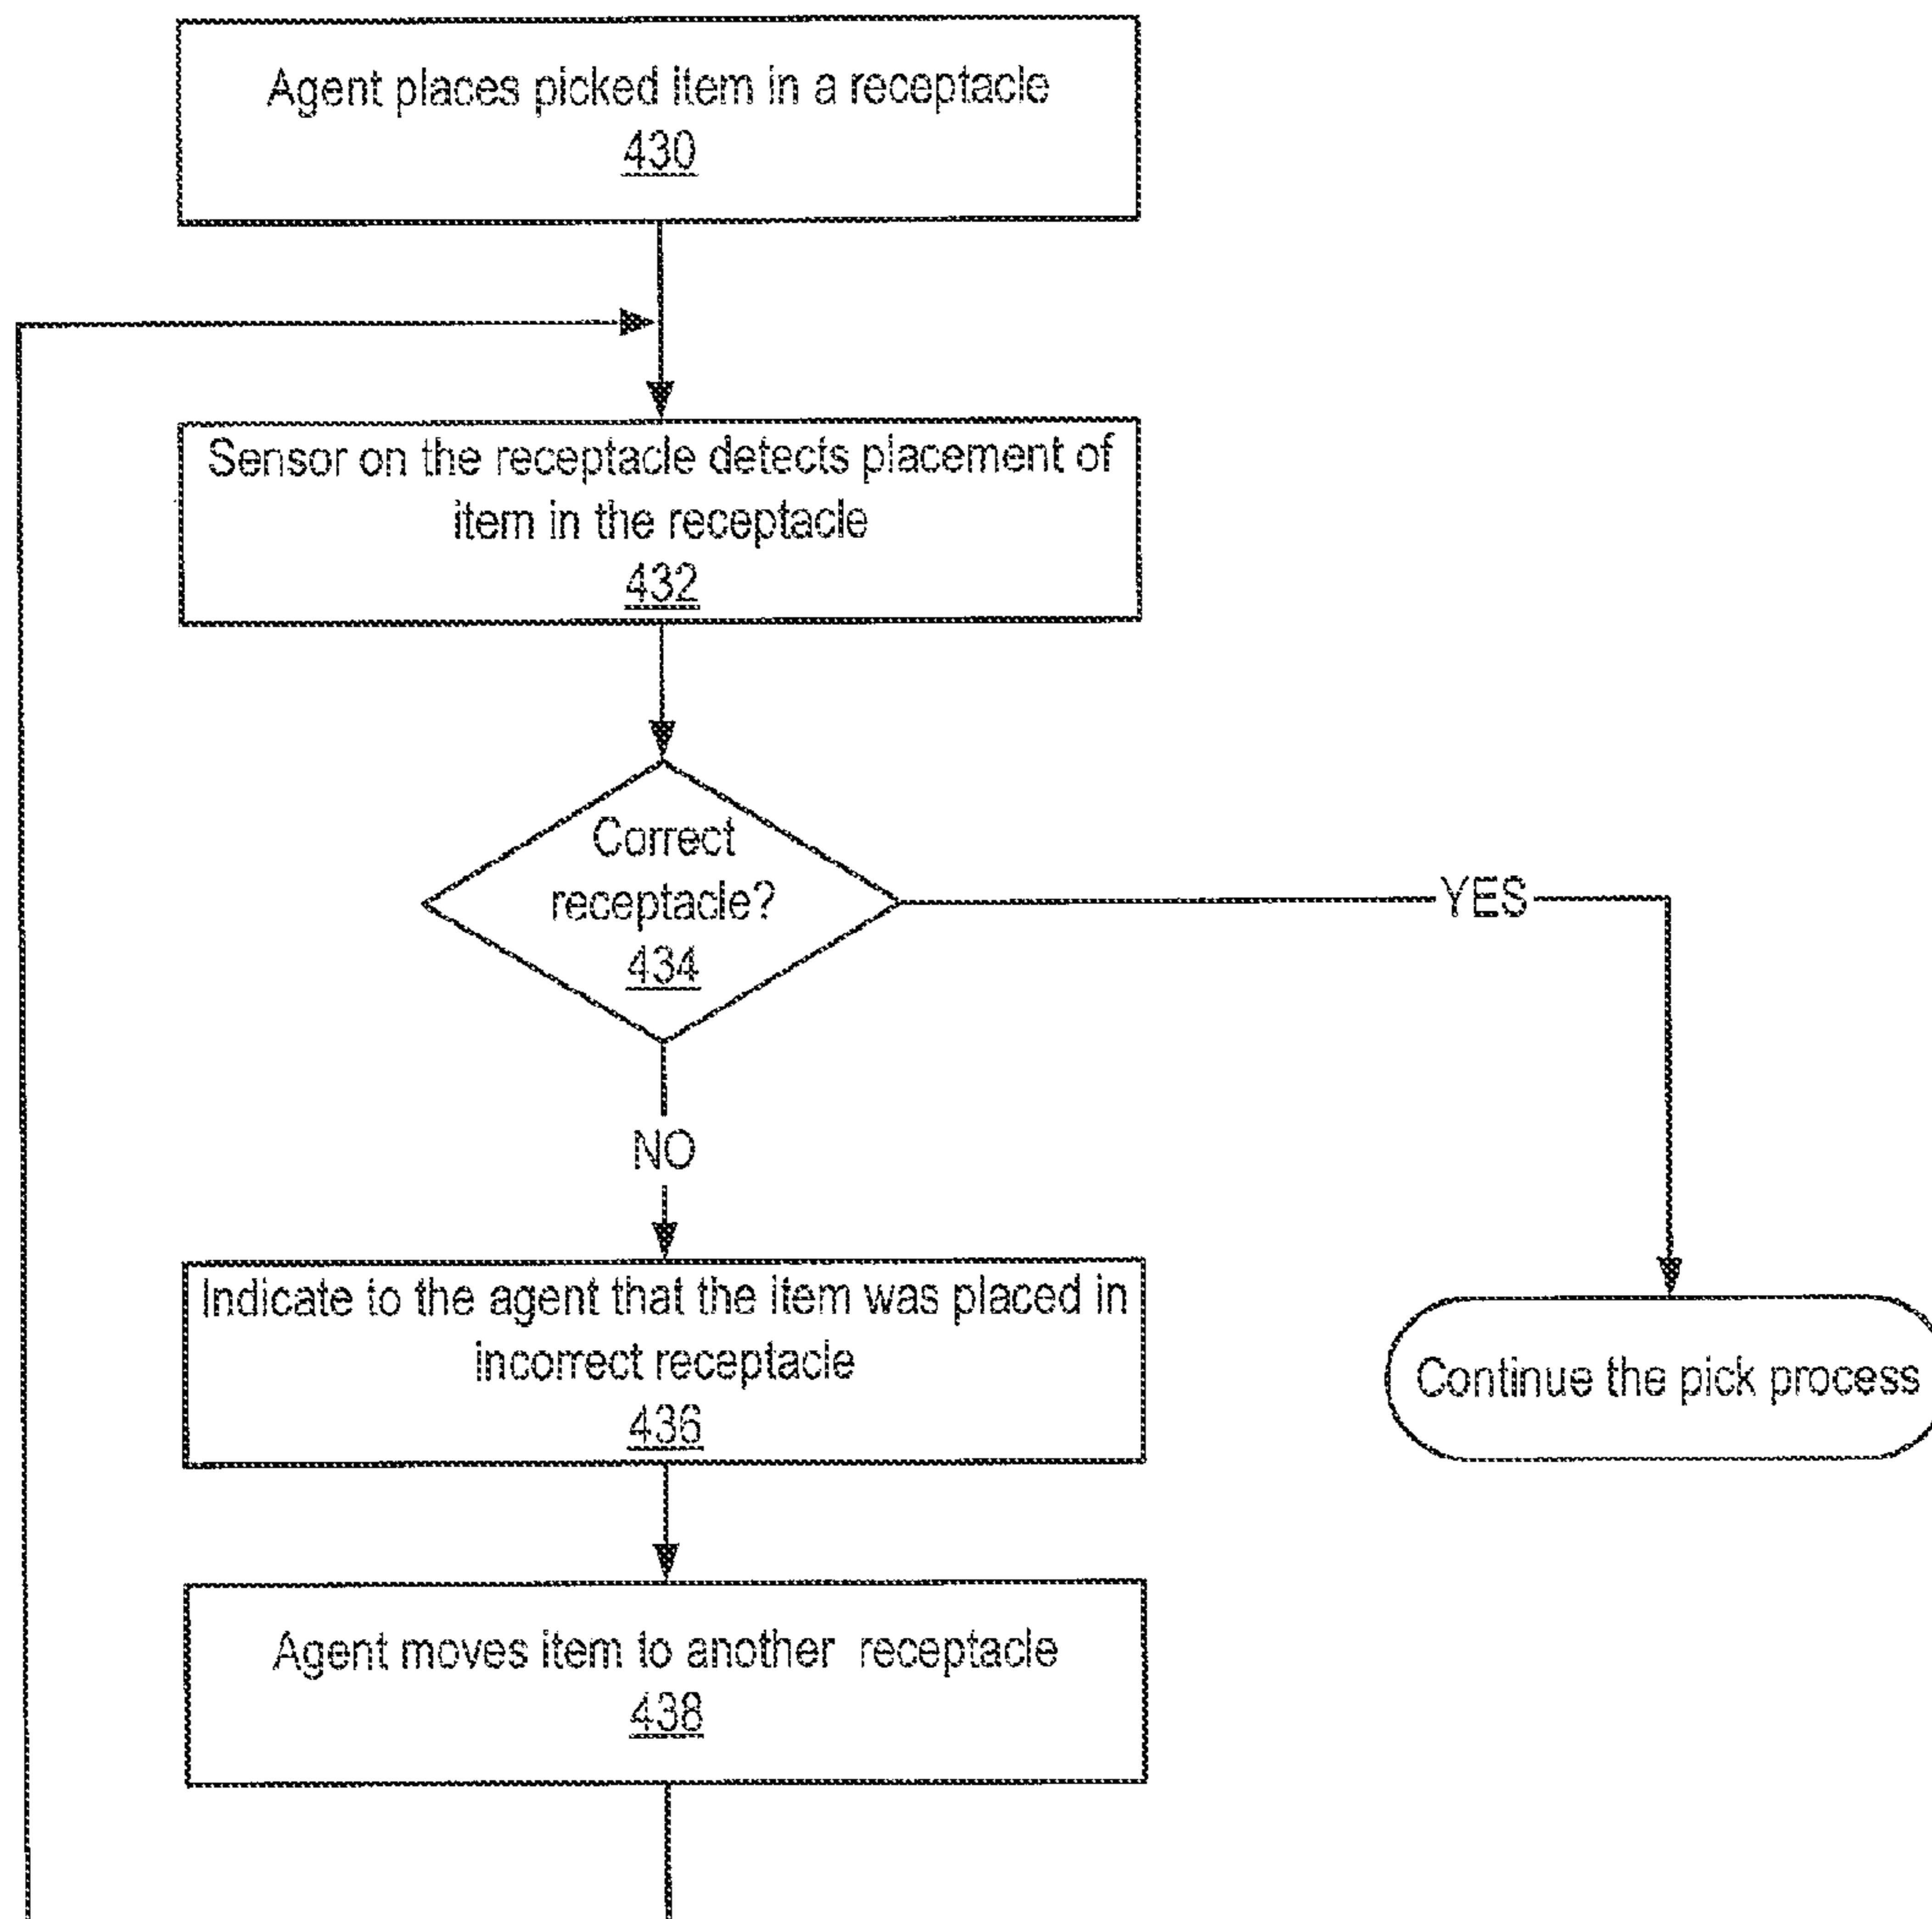 Agent places picked item in a receptacle
430
Sensor on the receptacle detects placement of
item in the receptacle
432
Correct
receptacle?
434
YES
NO
Indicate to the agent that the item was placed in
incorrect receptacle
436
Continue the pick process
Agent moves item to another receptacle
438